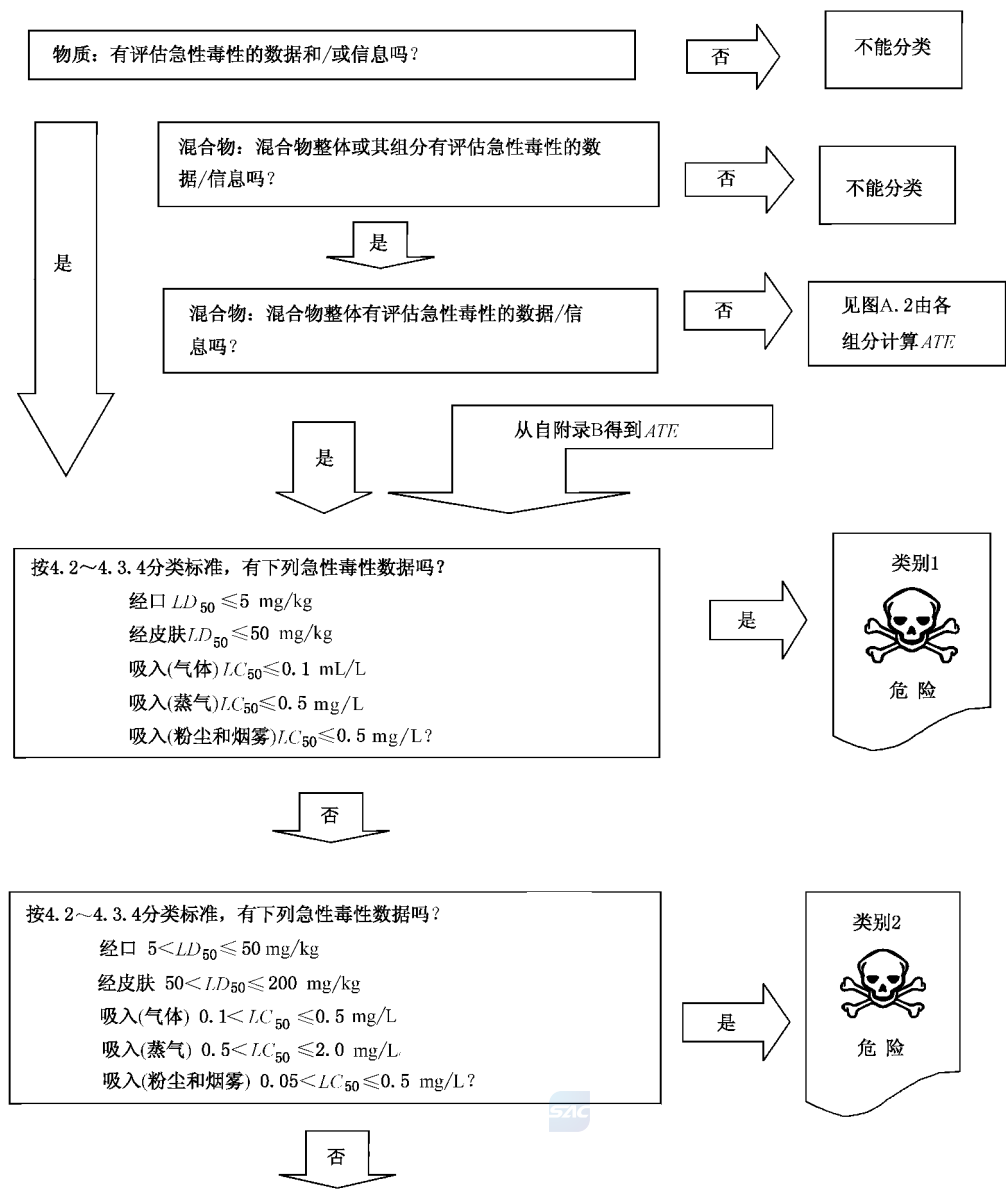 物质：有评估急性毒性的数据和/或信息吗？
否
不能分类
混合物：混合物整体或其组分有评估急性毒性的数
据/信息吗？
否
不能分类
是
是
混合物：混合物整体有评估急性毒性的数据/信
息吗？
否
见图A.2由各
组分计算ATE
从自附录B得到ATE
是
按4.2～4.3.4分类标准，有下列急性毒性数据吗？
经口 LD50 ≤5 mg/kg
经皮肤LD50≤50 mg/kg
吸入(气体) LC50≤0.1 mL/L
吸入(蒸气)LC50≤0.5 mg/L
吸入(粉尘和烟雾)LC50≤0.5 mg/L?
是
类别1
危 险
否
按4.2～4.3.4分类标准，有下列急性毒性数据吗？
经口 5<LD50≤50 mg/kg
经皮肤 50<LD50≤200 mg/kg
吸入(气体) 0.1<LC50 ≤0.5 mg/L
吸入(蒸气) 0.5<LC50 ≤2.0 mg/L
吸入(粉尘和烟雾) 0.05<LC50≤0.5 mg/L?
是
类别2
危 险
SAC
否